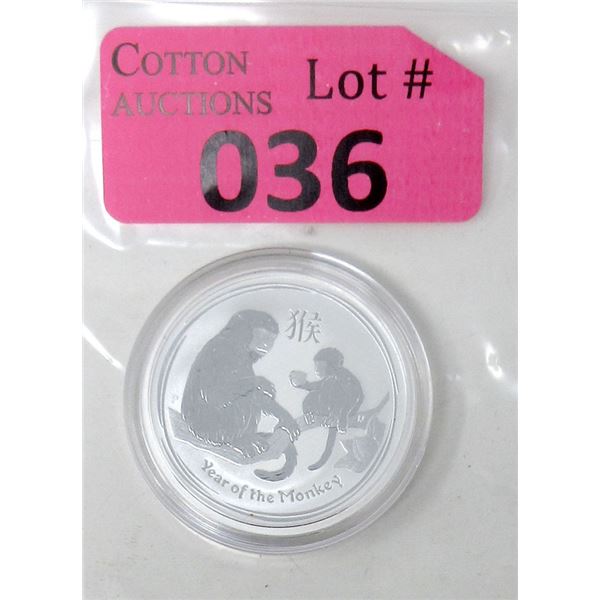 COTTON
AUCTIONS
Lot #
036
猴
P
Year of the Monkey